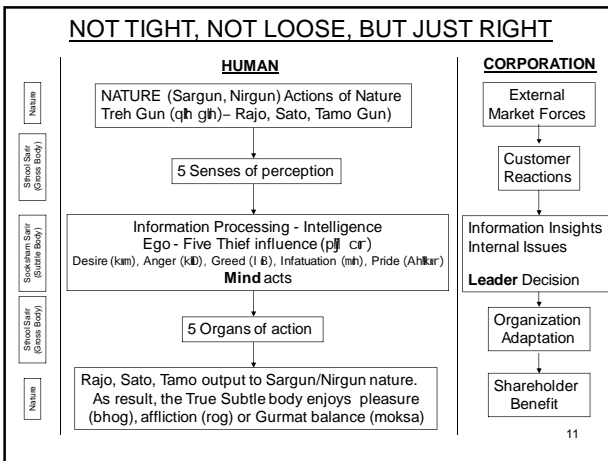 NOT TIGHT, NOT LOOSE, BUT JUST RIGHT
HUMAN
CORPORATION
Nature
NATURE (Sargun, Nirgun) Actions of Nature
Treh Gun – Rajo, Sato, Tamo Gun)
External
Market Forces
Sthool Sarir
(Gross Body)
5 Senses of perception
Customer
Reactions
Sooksham Sarir
(Subtle Body)
Information Processing - Intelligence
Ego - Five Thief influence
Desire, Anger, Greed, Infatuation, Pride
Mind acts
Information Insights
Internal Issues
Leader Decision
Sthool Sarir
(Gross Body)
5 Organs of action
Organization
Adaptation
Nature
Rajo, Sato, Tamo output to Sargun/Nirgun nature.
As result, the True Subtle body enjoys pleasure
(bhog), affliction (rog) or Gurmat balance (moksa)
Shareholder
Benefit
11